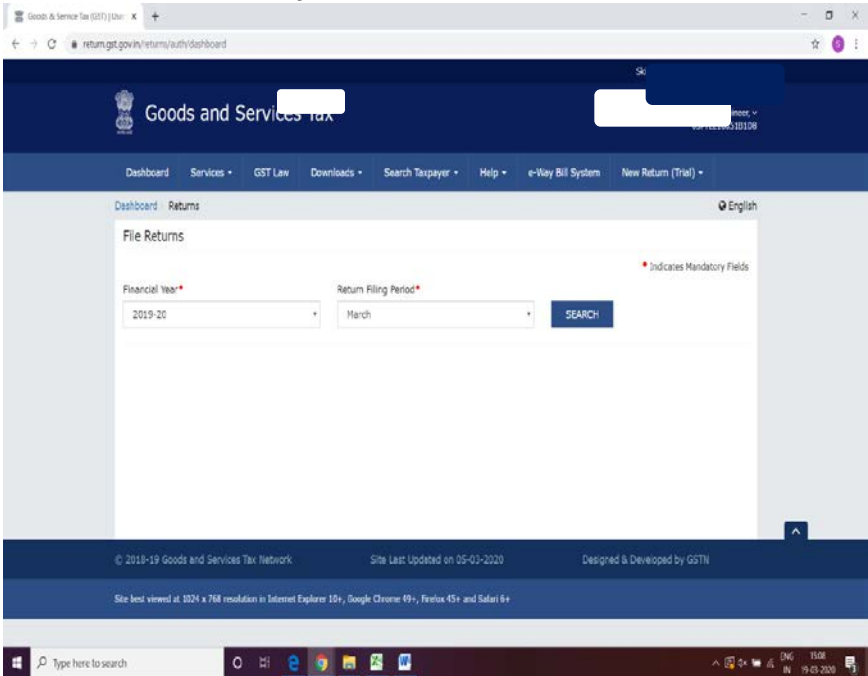 Goods & Service Tax (GST) | User
return.gst.gov.in/returns/auth/dashboard
S
Goods and Services Tax
Dashboard Services GST Law Downloads Search Taxpayer Help e-Way Bill System New Return (Trial)
Dashboard Returns English
File Returns
• Indicates Mandatory Fields
Financial Year• Return Filing Period•
2019-20 March SEARCH
© 2018-19 Goods and Services Tax Network Site Last Updated on 05-03-2020 Designed & Developed by GSTN
Site best viewed at 1024 x 768 resolution in Internet Explorer 10+, Google Chrome 49+, Firefox 45+ and Safari 6+
Type here to search ENG 15:08
IN 19-03-2020